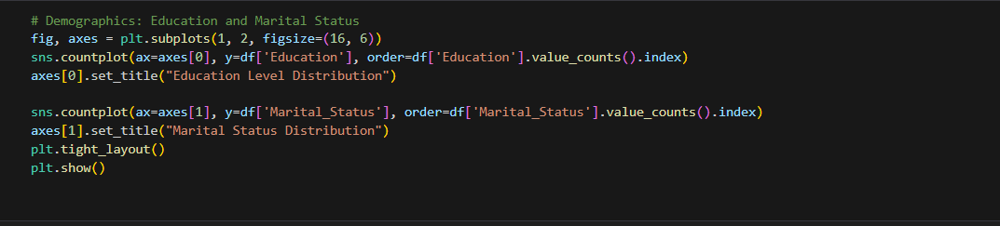 # Demographics: Education and Marital Status
fig, axes = plt.subplots(1, 2, figsize=(16, 6))
sns.countplot(ax=axes[0], y=df['Education'], order=df['Education'].value_counts().index)
axes[0].set_title("Education Level Distribution")
sns.countplot(ax=axes[1], y=df['Marital_Status'], order=df['Marital_Status'].value_counts().index)
axes[1].set_title("Marital Status Distribution")
plt.tight_layout()
plt.show()